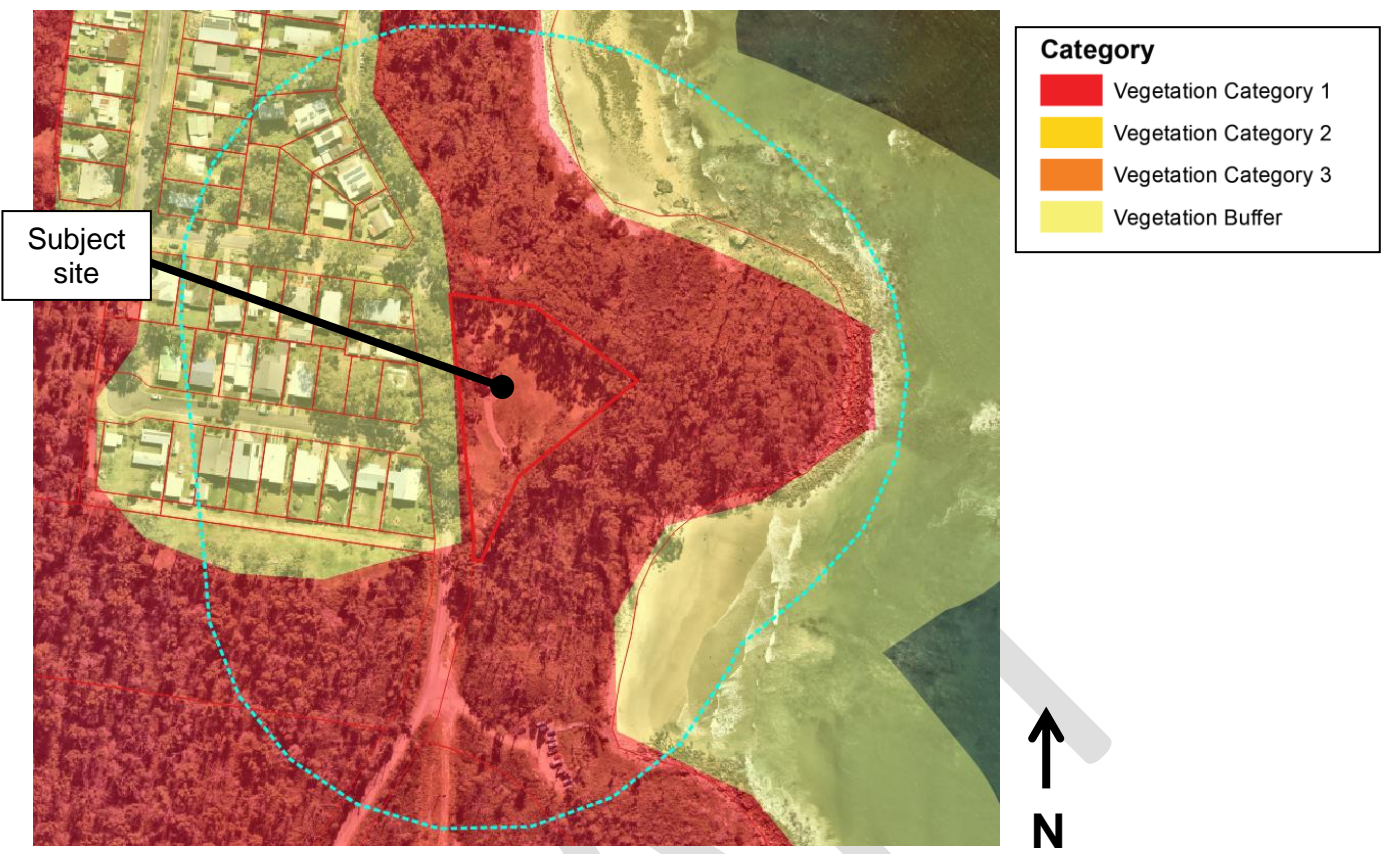 Subject
site
Category
Vegetation Category 1
Vegetation Category 2
Vegetation Category 3
Vegetation Buffer
N